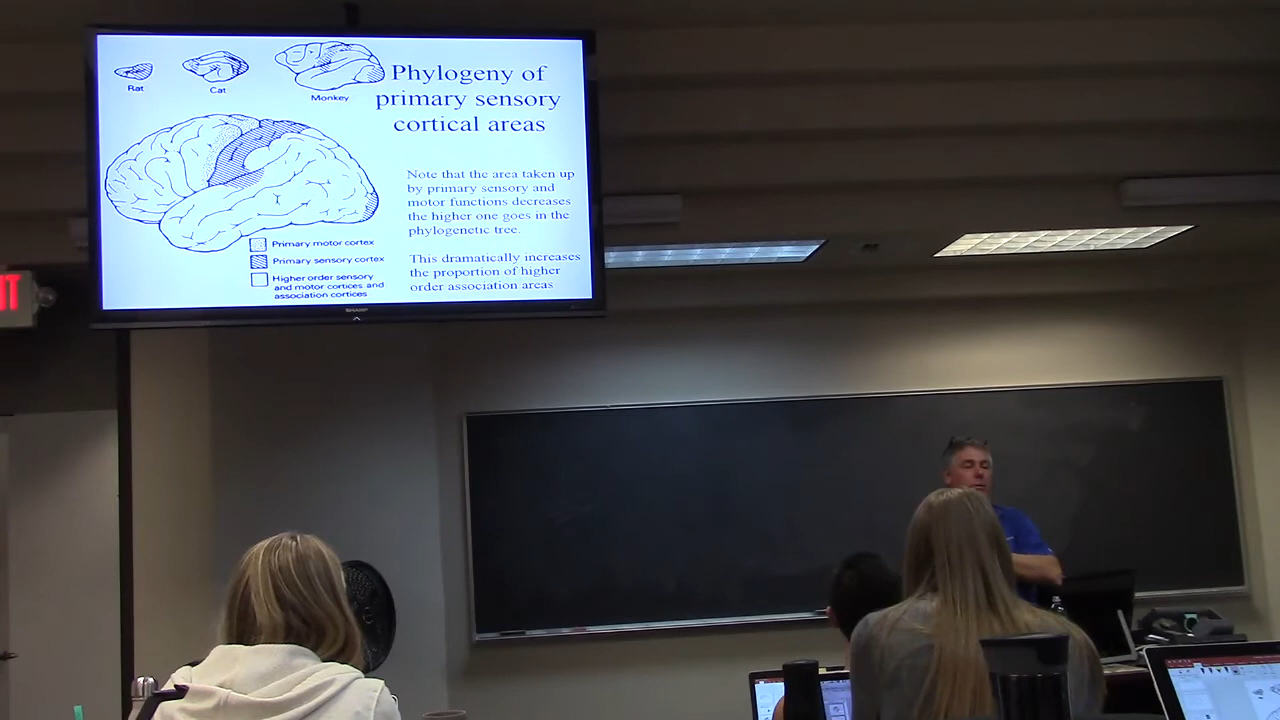 Rat
Cat
Monkey
Phylogeny of
primary sensory
cortical areas
Note that the area taken up
by primary sensory and
motor functions decreases
the higher one goes in the
phylogenetic tree.
This dramatically increases
the proportion of higher
order association areas
Primary motor cortex
Primary sensory cortex
Higher order sensory
and motor cortices and
association cortices
SHARP
IT